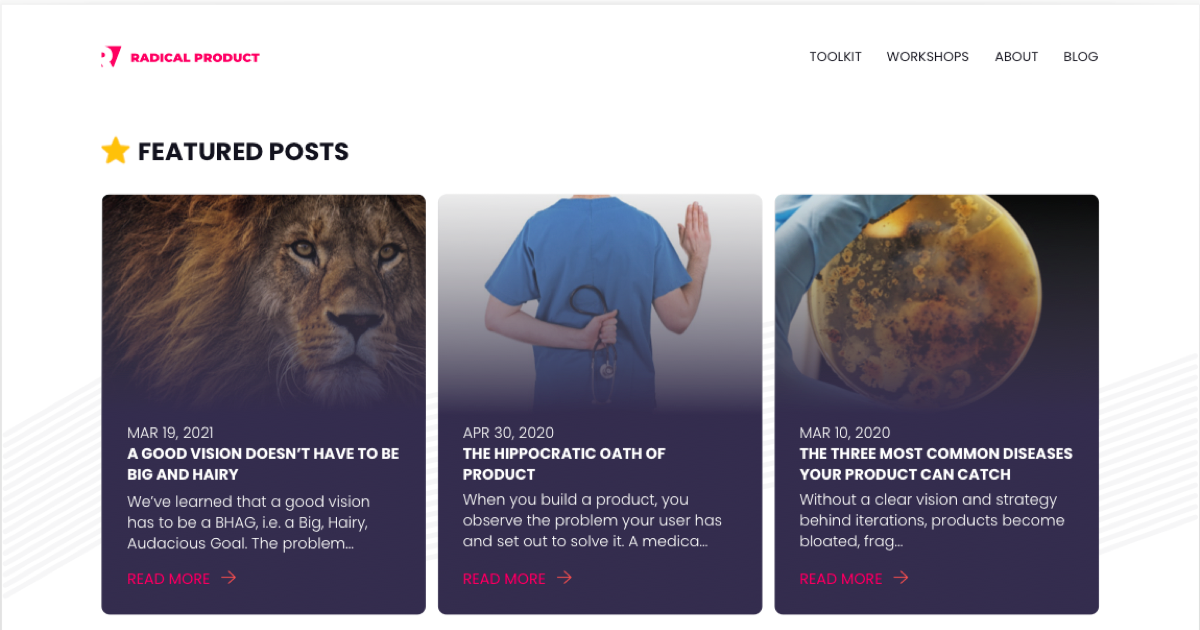 RADICAL PRODUCT
TOOLKIT WORKSHOPS ABOUT BLOG
FEATURED POSTS
MAR 19, 2021
A GOOD VISION DOESN’T HAVE TO BE
BIG AND HAIRY
We’ve learned that a good vision
has to be a BHAG, i.e. a Big, Hairy,
Audacious Goal. The problem...
READ MORE
APR 30, 2020
THE HIPPOCRATIC OATH OF
PRODUCT
When you build a product, you
observe the problem your user has
and set out to solve it. A medica...
READ MORE
MAR 10, 2020
THE THREE MOST COMMON DISEASES
YOUR PRODUCT CAN CATCH
Without a clear vision and strategy
behind iterations, products become
bloated, frag...
READ MORE